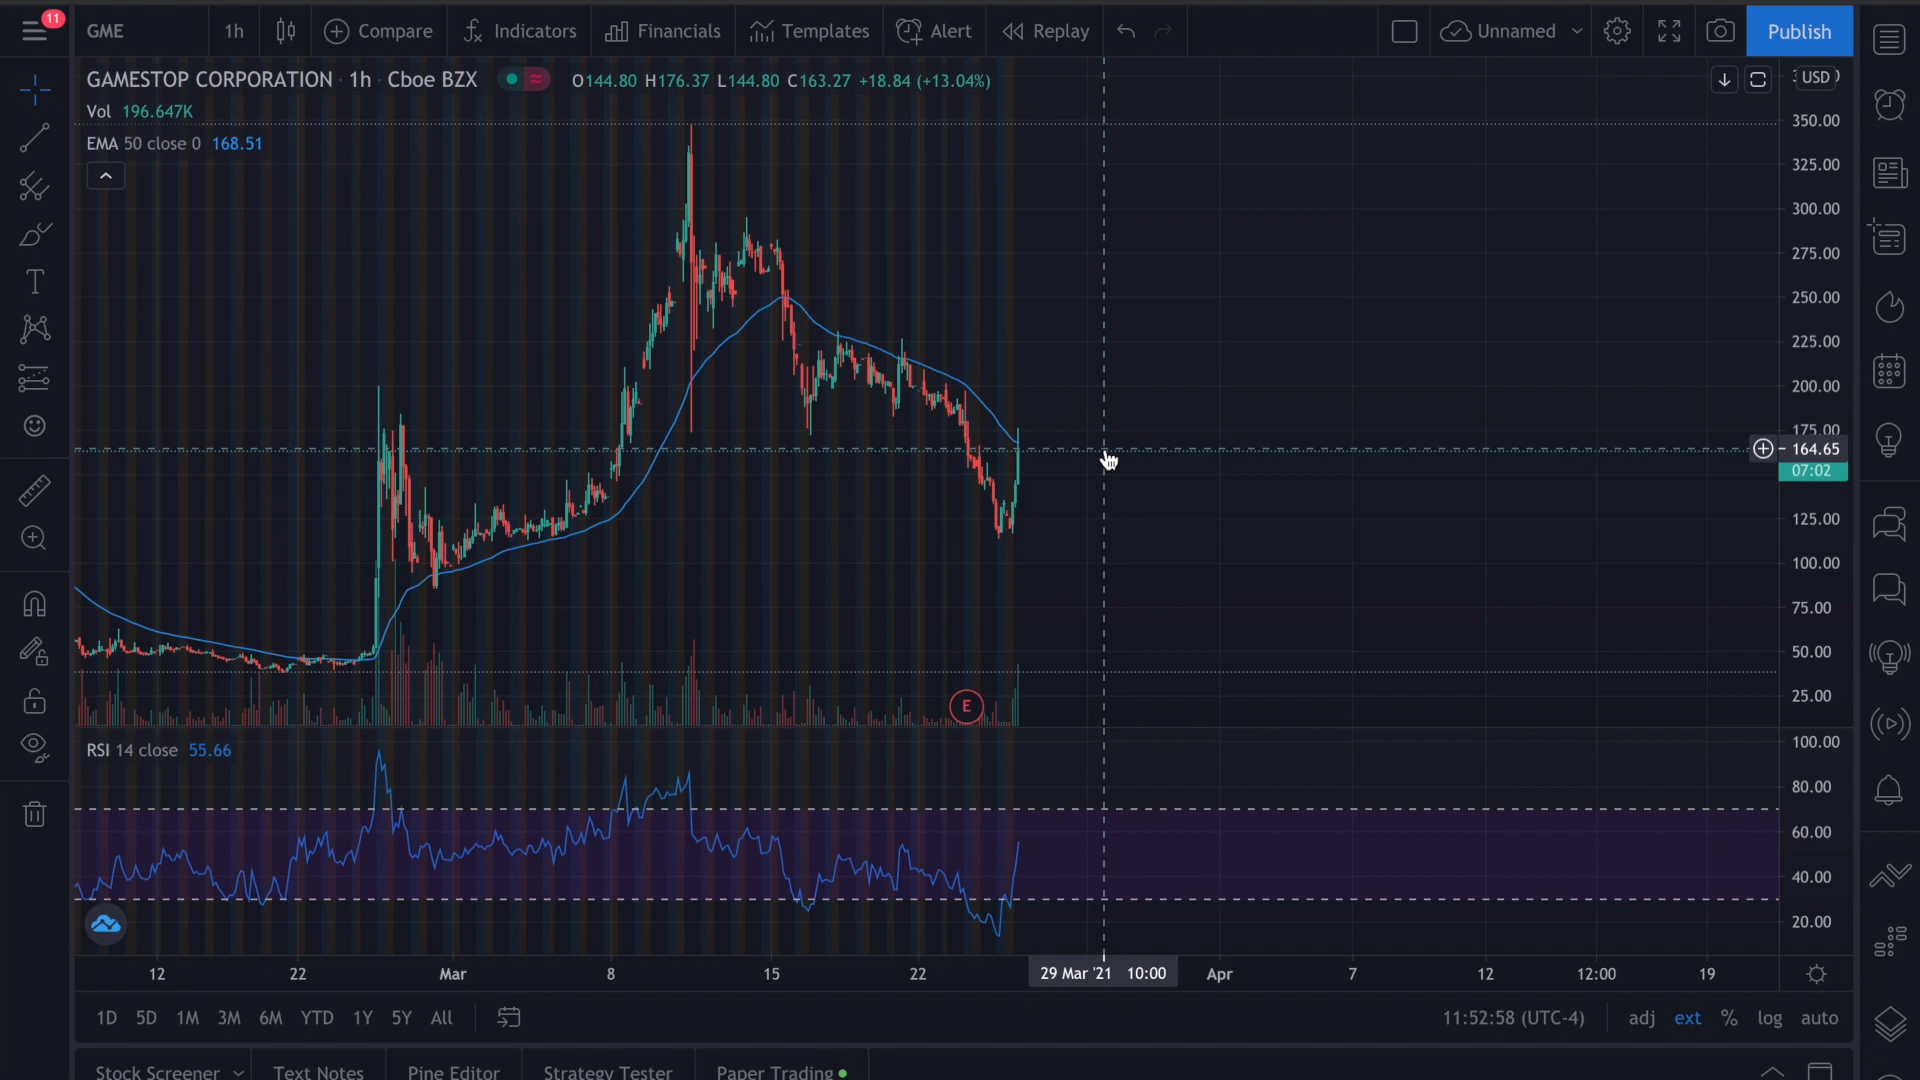 11
GME
1h
Compare
Indicators
Financials
Templates
Alert
Replay
Unnamed
Publish
GAMESTOP CORPORATION · 1h · Cboe BZX
O144.80 H176.37 L144.80 C163.27 +18.84 (+13.04%)
USD
Vol 196.647K
EMA 50 close 0 168.51
350.00
325.00
300.00
275.00
250.00
225.00
200.00
175.00
164.65
07:02
125.00
100.00
75.00
50.00
25.00
E
RSI 14 close 55.66
100.00
80.00
60.00
40.00
20.00
12 22 Mar 8 15 22 29 Mar '21 10:00 Apr 7 12 12:00 19
1D 5D 1M 3M 6M YTD 1Y 5Y All
11:52:58 (UTC-4)
adj ext % log auto
Stock Screener Text Notes Pine Editor Strategy Tester Paper Trading